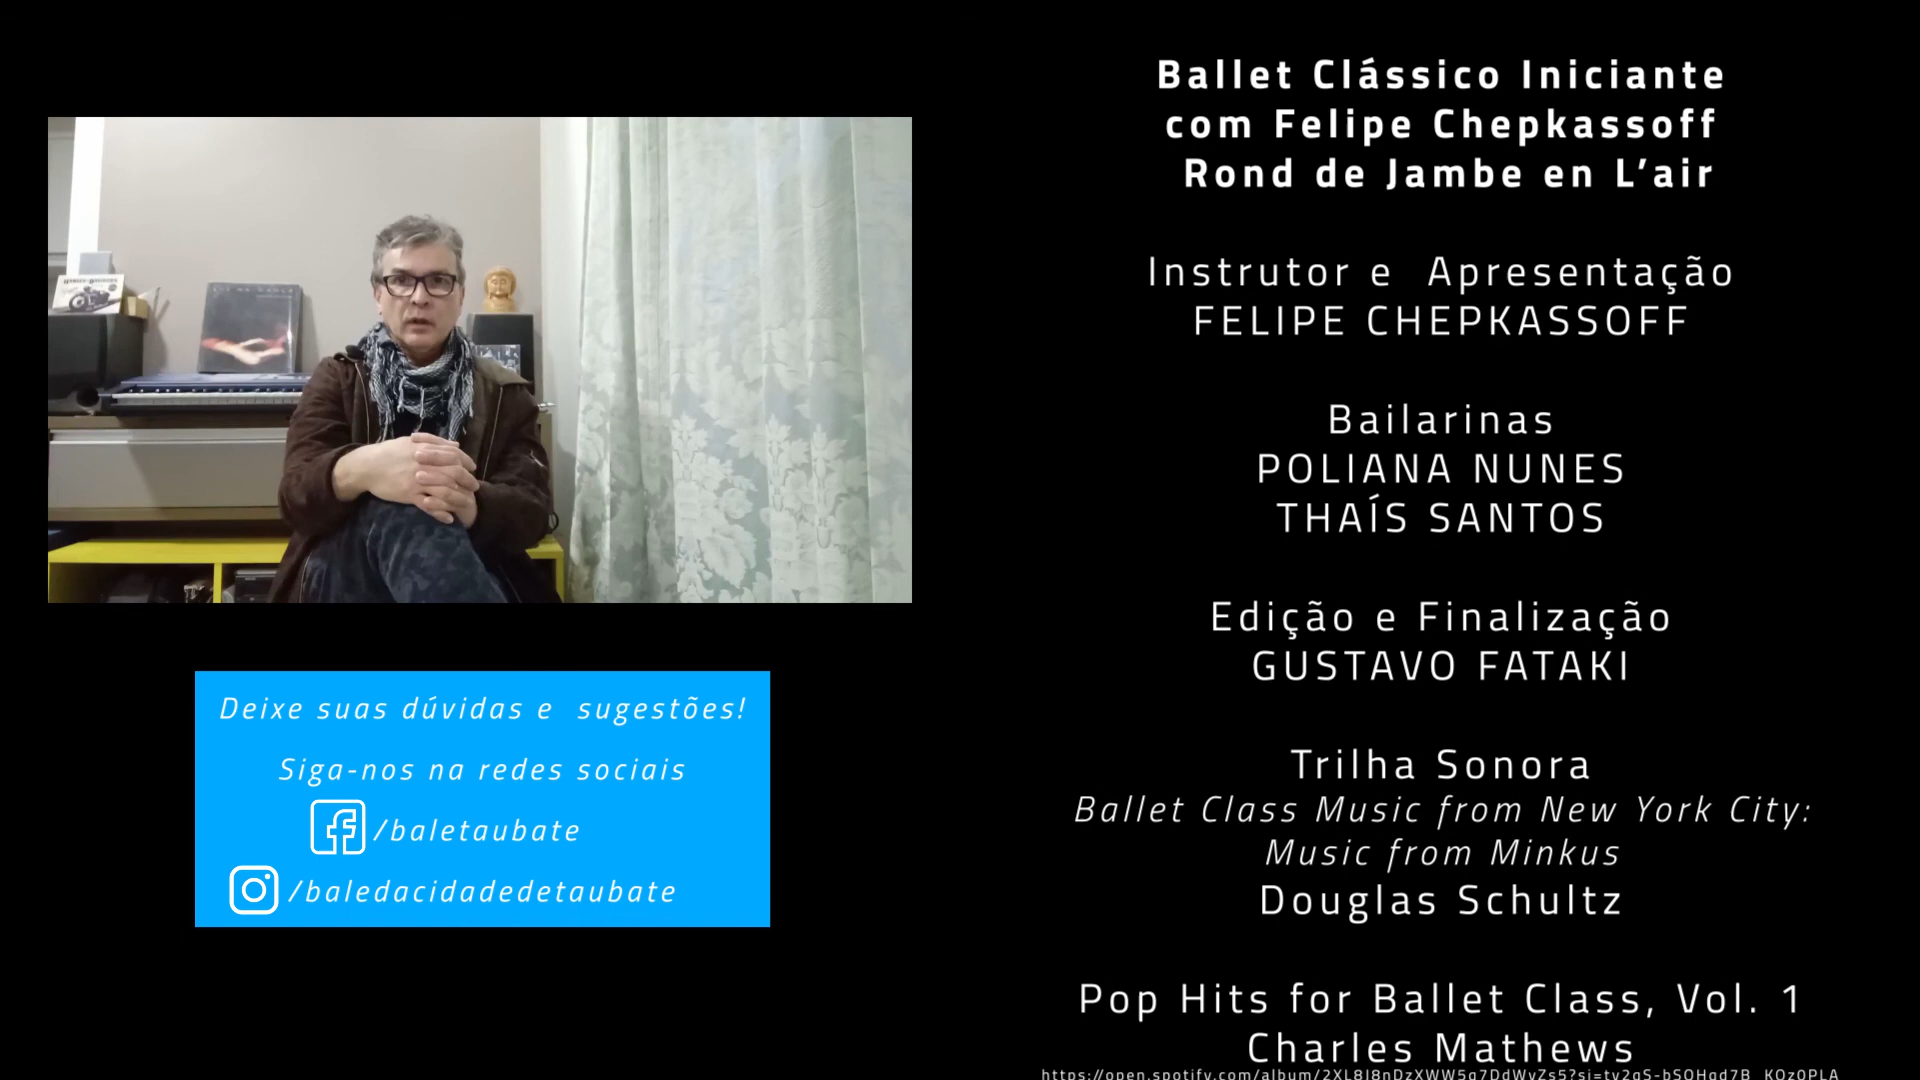 Ballet Clássico Iniciante
com Felipe Chepkassoff
Rond de Jambe en L’air
Instrutor e Apresentação
FELIPE CHEPKASSOFF
Bailarinas
POLIANA NUNES
THAÍS SANTOS
Edição e Finalização
GUSTAVO FATAKI
Trilha Sonora
Ballet Class Music from New York City:
Music from Minkus
Douglas Schultz
Pop Hits for Ballet Class, Vol. 1
Charles Mathews
Deixe suas dúvidas e sugestões!
Siga-nos na redes sociais
/baletaubate
/baledacidadedetaubate